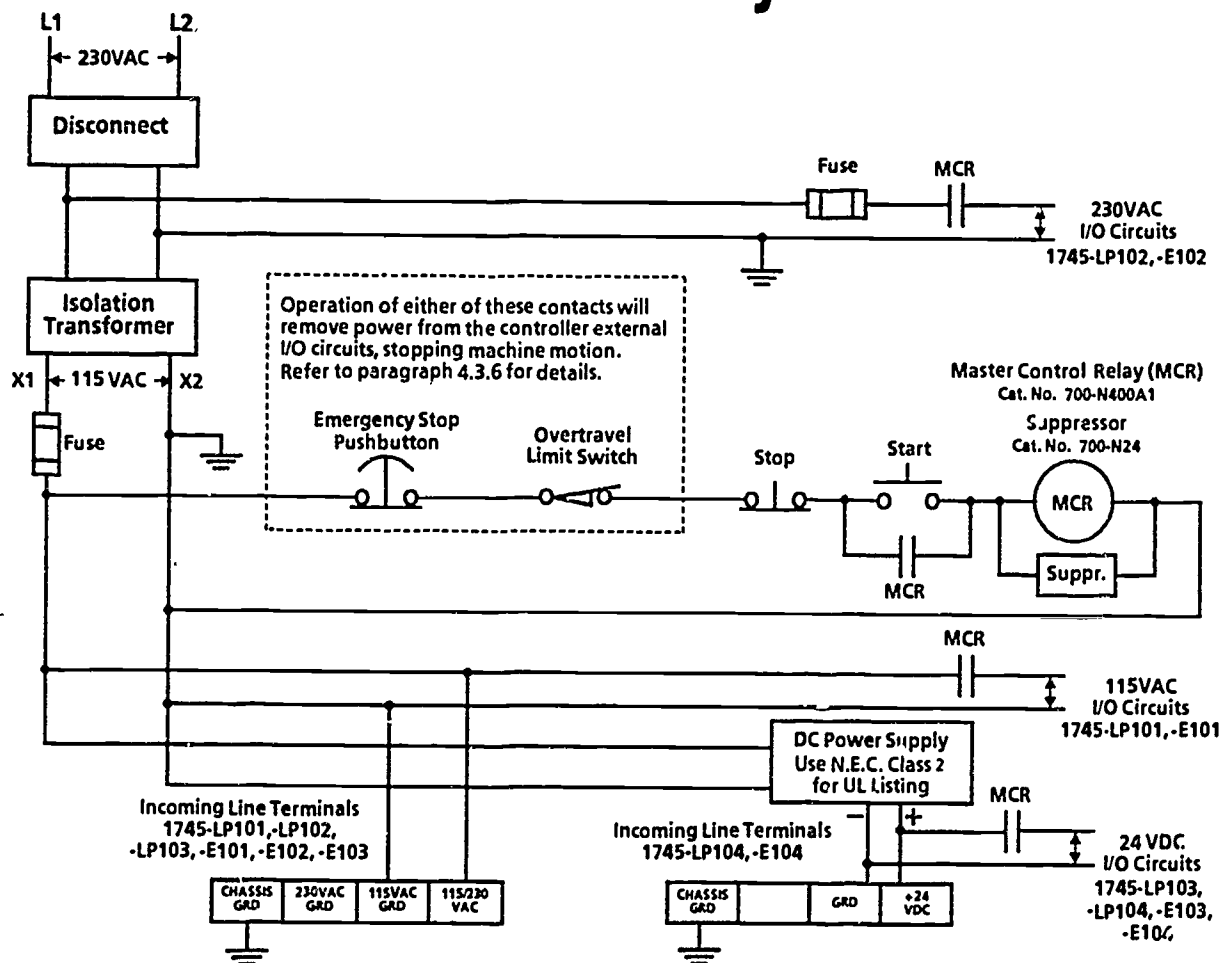 L1
L2
230VAC
Disconnect
Fuse
MCR
230VAC
I/O Circuits
1745-LP102,-E102
Isolation
Transformer
Operation of either of these contacts will
remove power from the controller external
I/O circuits, stopping machine motion.
Refer to paragraph 4.3.6 for details.
X1
115 VAC
X2
Master Control Relay (MCR)
Cat. No. 700-N400A1
Suppressor
Cat. No. 700-N24
Fuse
Emergency Stop
Pushbutton
Overtravel
Limit Switch
Stop
Start
MCR
MCR
Suppr.
MCR
115VAC
I/O Circuits
1745-LP101,-E101
DC Power Supply
Use N.E.C. Class 2
for UL Listing
Incoming Line Terminals
1745-LP101,-LP102,
-LP103,-E101,-E102,-E103
Incoming Line Terminals
1745-LP104,-E104
−
+
MCR
24 VDC
I/O Circuits
1745-LP103,
-LP104,-E103,
-E104
CHASSIS
GRD
230VAC
GRD
115VAC
GRD
115/230
VAC
CHASSIS
GRD
GRD
+24
VDC